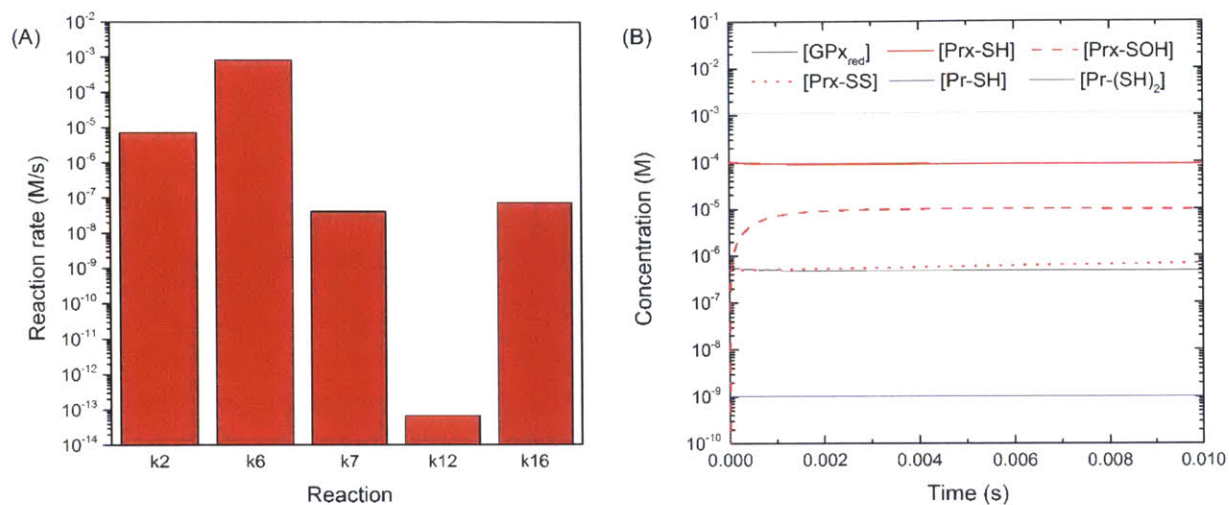 (A)
Reaction rate (M/s)
10⁻²
10⁻³
10⁻⁴
10⁻⁵
10⁻⁶
10⁻⁷
10⁻⁸
10⁻⁹
10⁻¹⁰
10⁻¹¹
10⁻¹²
10⁻¹³
10⁻¹⁴
k2 k6 k7 k12 k16
Reaction
(B)
Concentration (M)
10⁻¹
10⁻²
10⁻³
10⁻⁴
10⁻⁵
10⁻⁶
10⁻⁷
10⁻⁸
10⁻⁹
10⁻¹⁰
[GPx_red] [Prx-SH] [Prx-SOH]
[Prx-SS] [Pr-SH] [Pr-(SH)₂]
0.000 0.002 0.004 0.006 0.008 0.010
Time (s)